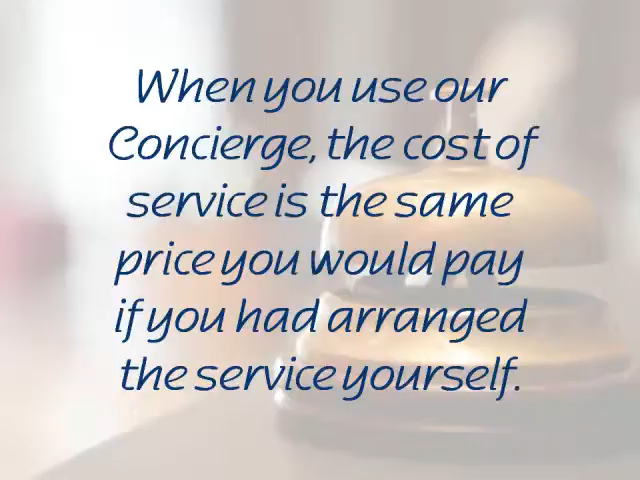 When you use our
Concierge, the cost of
service is the same
price you would pay
if you had arranged
the service yourself.